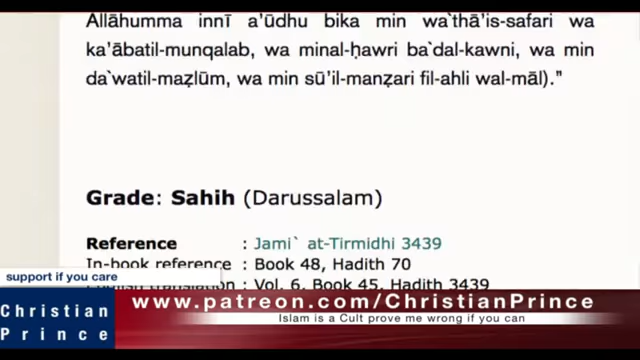 Allāhumma innī a'ūdhu bika min wa`thā'is-safari wa
ka'ābatil-munqalab, wa minal-ḥawri ba`dal-kawni, wa min
da`watil-maẓlūm, wa min sū'il-manẓari fil-ahli wal-māl)."
Grade: Sahih (Darussalam)
Reference : Jami` at-Tirmidhi 3439
In-book reference : Book 48, Hadith 70
English translation : Vol. 6, Book 45, Hadith 3439
support if you care
Christian
Prince
www.patreon.com/ChristianPrince
Islam is a Cult prove me wrong if you can